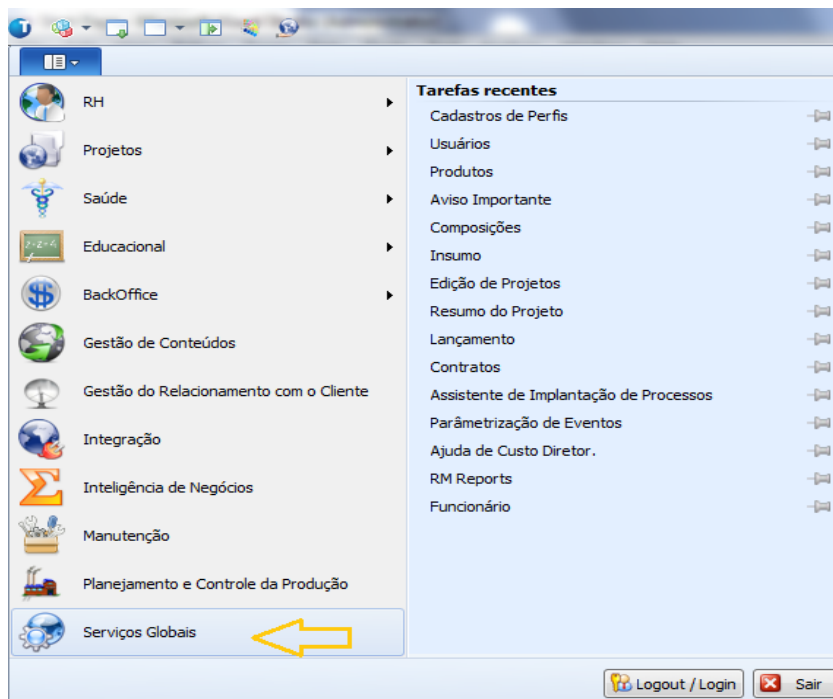 RH
Projetos
Saúde
Educacional
BackOffice
Gestão de Conteúdos
Gestão do Relacionamento com o Cliente
Integração
Inteligência de Negócios
Manutenção
Planejamento e Controle da Produção
Serviços Globais
Tarefas recentes
Cadastros de Perfis
Usuários
Produtos
Aviso Importante
Composições
Insumo
Edição de Projetos
Resumo do Projeto
Lançamento
Contratos
Assistente de Implantação de Processos
Parâmetrização de Eventos
Ajuda de Custo Diretor.
RM Reports
Funcionário
Logout / Login
Sair